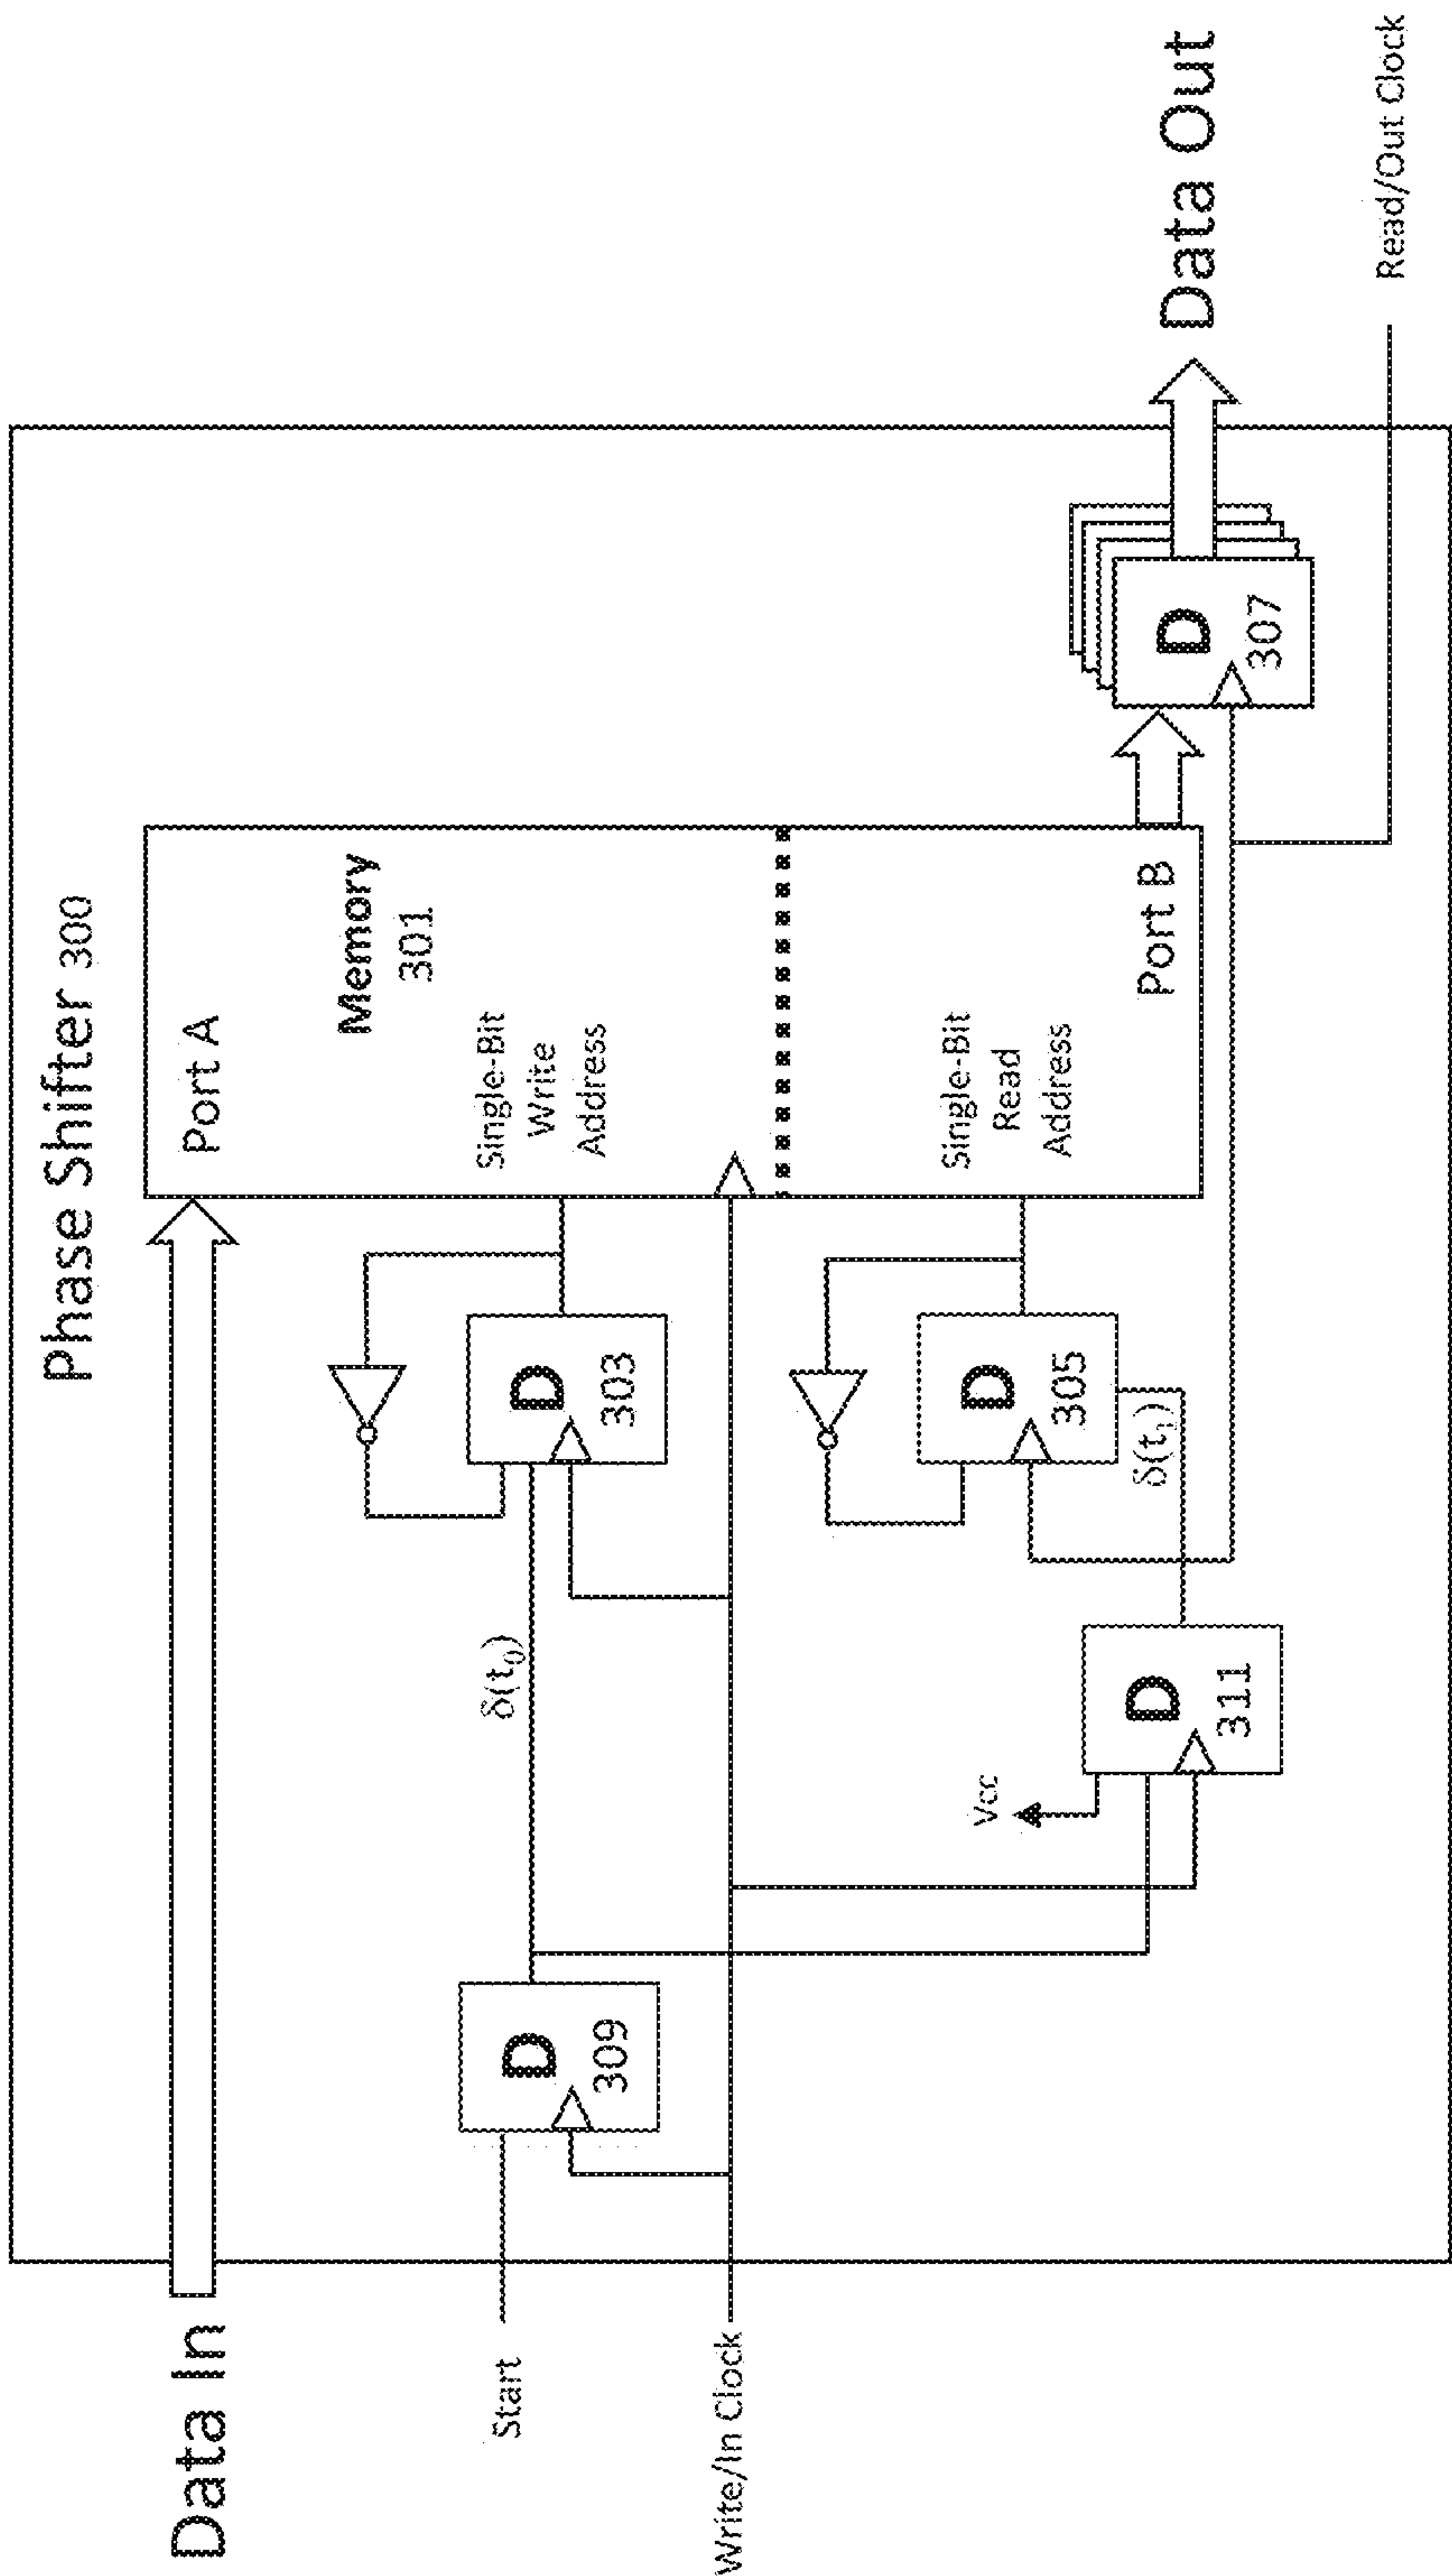 Phase Shifter 300
Data In
Port A
Memory
301
Start
δ(t₀)
D
309
D
303
Single-Bit
Write
Address
Write/In Clock
Single-Bit
Read
Address
D
305
δ(t₁)
Vcc
D
311
Port B
D
307
Data Out
Read/Out Clock